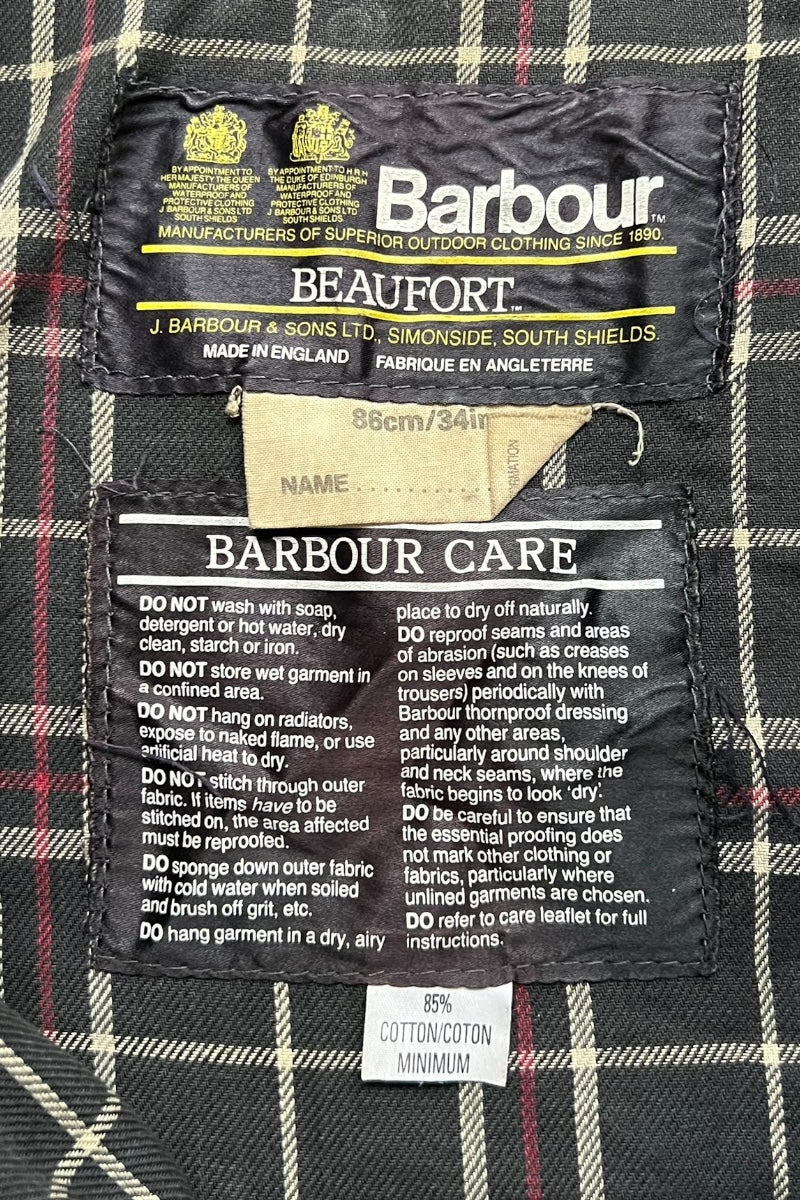 BY APPOINTMENT TO
HER MAJESTY THE QUEEN
MANUFACTURERS OF
WATERPROOF AND
PROTECTIVE CLOTHING
J BARBOUR & SONS LTD
SOUTH SHIELDS
BY APPOINTMENT TO H R H
THE DUKE OF EDINBURGH
MANUFACTURERS OF
WATERPROOF AND
PROTECTIVE CLOTHING
J BARBOUR & SONS LTD
SOUTH SHIELDS
Barbour™
MANUFACTURERS OF SUPERIOR OUTDOOR CLOTHING SINCE 1890.
BEAUFORT™
J. BARBOUR & SONS LTD., SIMONSIDE, SOUTH SHIELDS.
MADE IN ENGLAND FABRIQUE EN ANGLETERRE
86cm/34in
NAME..............
BARBOUR CARE
DO NOT wash with soap,
detergent or hot water, dry
clean, starch or iron.
DO NOT store wet garment in
a confined area.
DO NOT hang on radiators,
expose to naked flame, or use
artificial heat to dry.
DO NOT stitch through outer
fabric. If items have to be
stitched on, the area affected
must be reproofed.
DO sponge down outer fabric
with cold water when soiled
and brush off grit, etc.
DO hang garment in a dry, airy
place to dry off naturally.
DO reproof seams and areas
of abrasion (such as creases
on sleeves and on the knees of
trousers) periodically with
Barbour thornproof dressing
and any other areas,
particularly around shoulder
and neck seams, where the
fabric begins to look 'dry'.
DO be careful to ensure that
the essential proofing does
not mark other clothing or
fabrics, particularly where
unlined garments are chosen.
DO refer to care leaflet for full
instructions.
85%
COTTON/COTON
MINIMUM